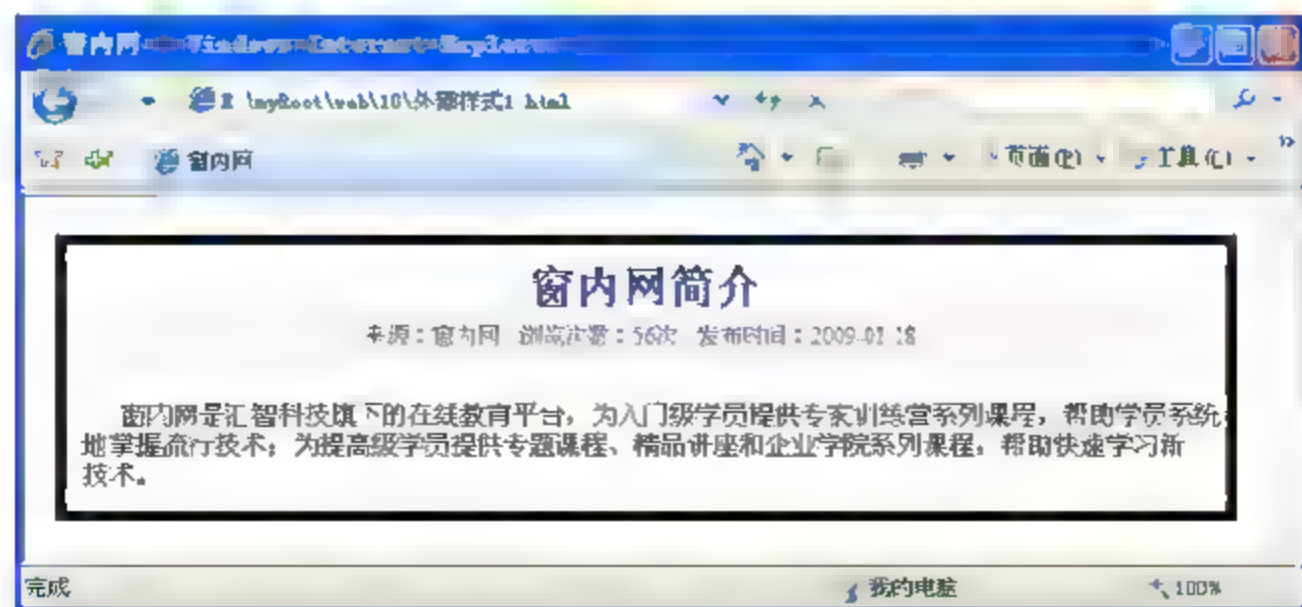 窗内网 - Windows Internet Explorer
\myRoot\web\10\外部样式1.html
窗内网 页面(P) 工具(L)
窗内网简介
来源：窗内网 浏览次数：56次 发布时间：2009-01-18
窗内网是汇智科技旗下的在线教育平台，为入门级学员提供专家训练营系列课程，帮助学员系统
地掌握流行技术；为提高级学员提供专题课程、精品讲座和企业学院系列课程，帮助快速学习新
技术。
完成 我的电脑 100%